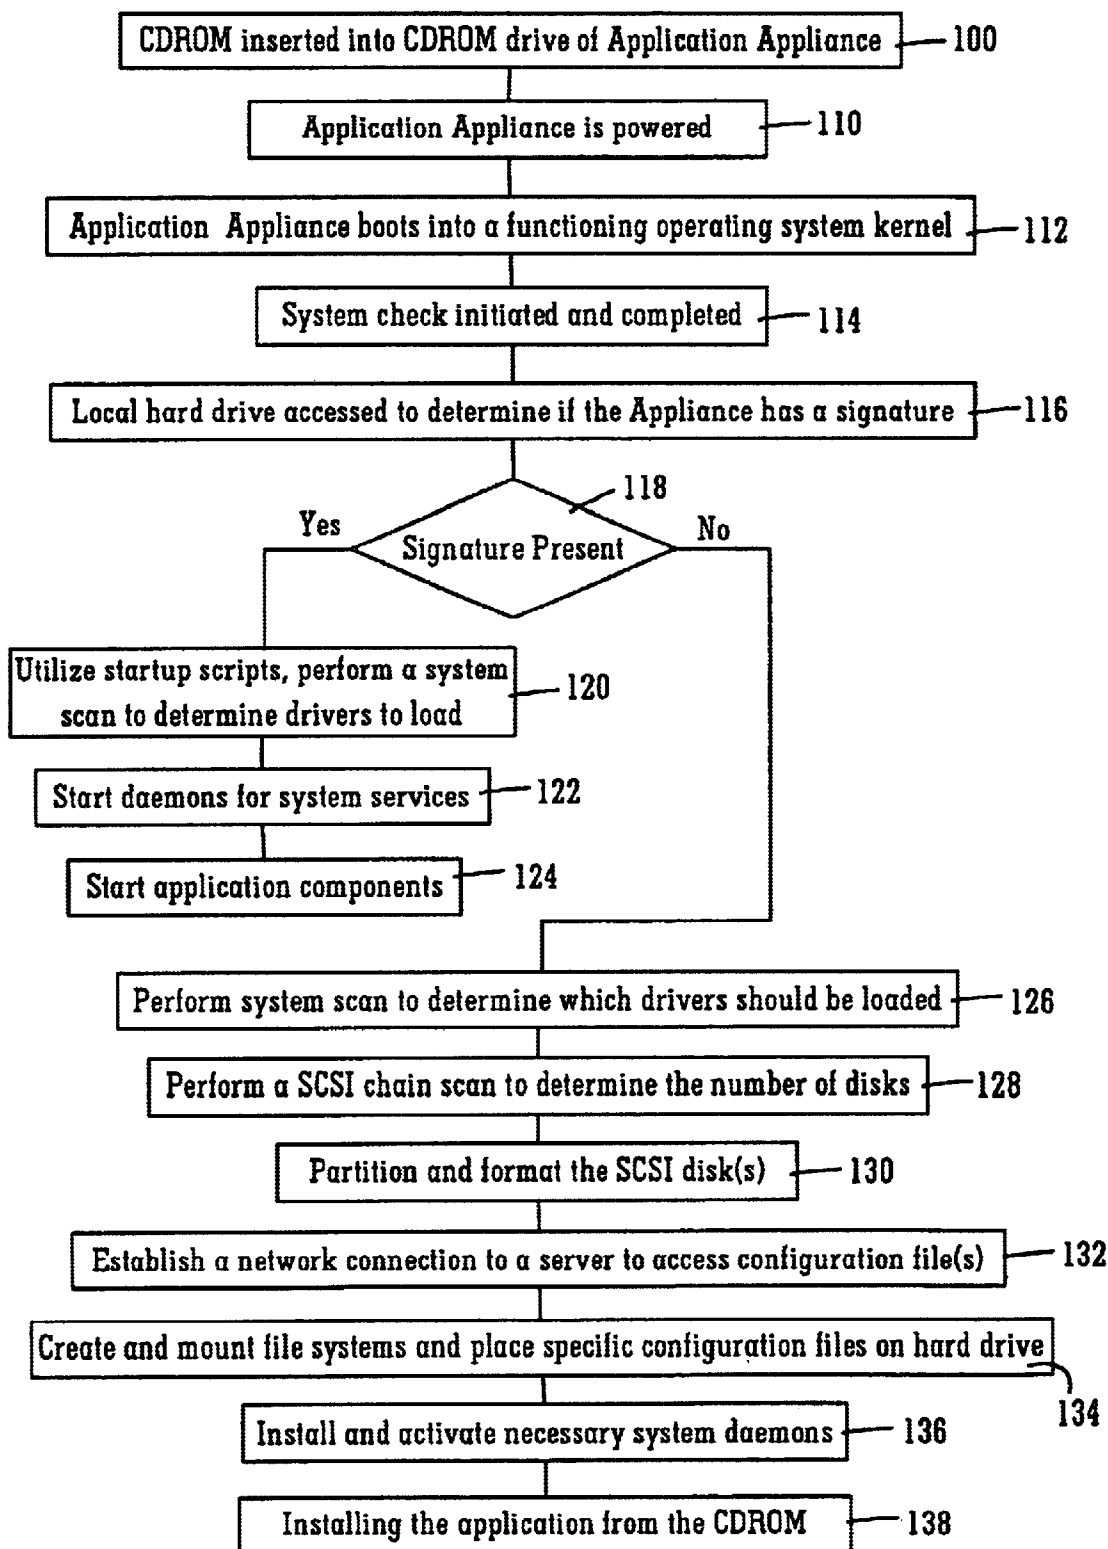 CDROM inserted into CDROM drive of Application Appliance
100
Application Appliance is powered
110
Application Appliance boots into a functioning operating system kernel
112
System check initiated and completed
114
Local hard drive accessed to determine if the Appliance has a signature
116
118
Yes
No
Signature Present
Utilize startup scripts, perform a system
scan to determine drivers to load
120
Start daemons for system services
122
Start application components
124
Perform system scan to determine which drivers should be loaded
126
Perform a SCSI chain scan to determine the number of disks
128
Partition and format the SCSI disk(s)
130
Establish a network connection to a server to access configuration file(s)
132
Create and mount file systems and place specific configuration files on hard drive
134
Install and activate necessary system daemons
136
Installing the application from the CDROM
138